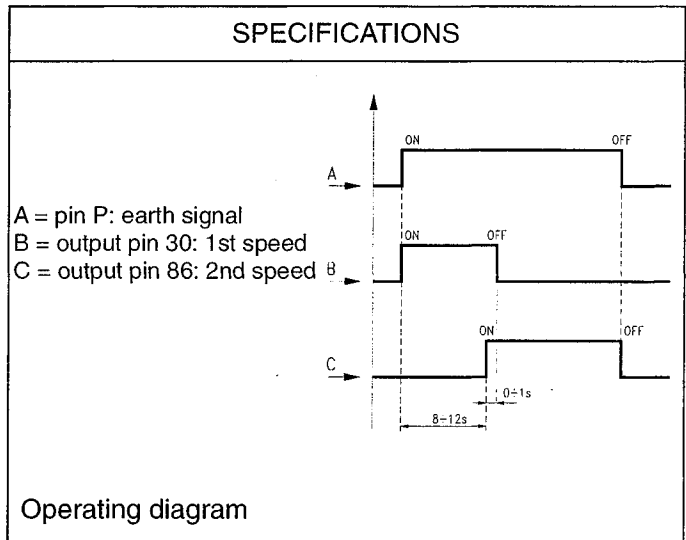 SPECIFICATIONS
ON OFF
A
A = pin P: earth signal
B = output pin 30: 1st speed
C = output pin 86: 2nd speed
ON OFF
B
ON OFF
C
0÷1s
8÷12s
Operating diagram